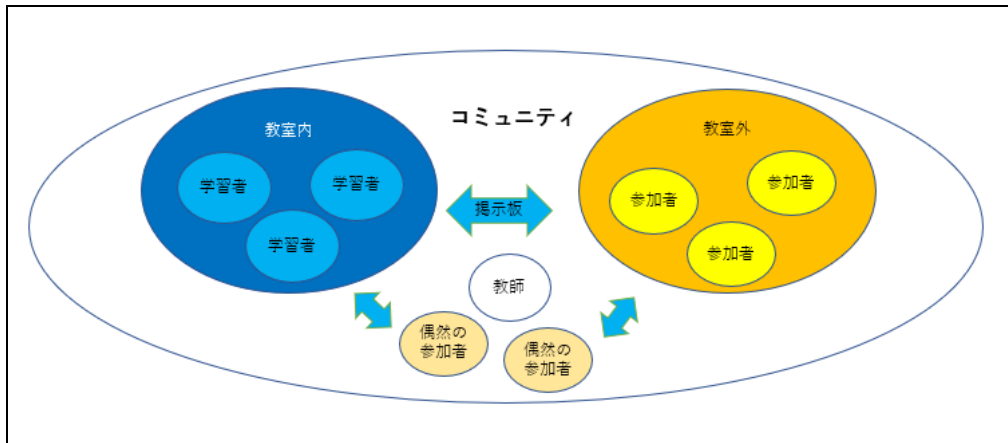 コミュニティ
教室内
教室外
学習者
学習者
学習者
掲示板
参加者
参加者
参加者
教師
偶然の
参加者
偶然の
参加者